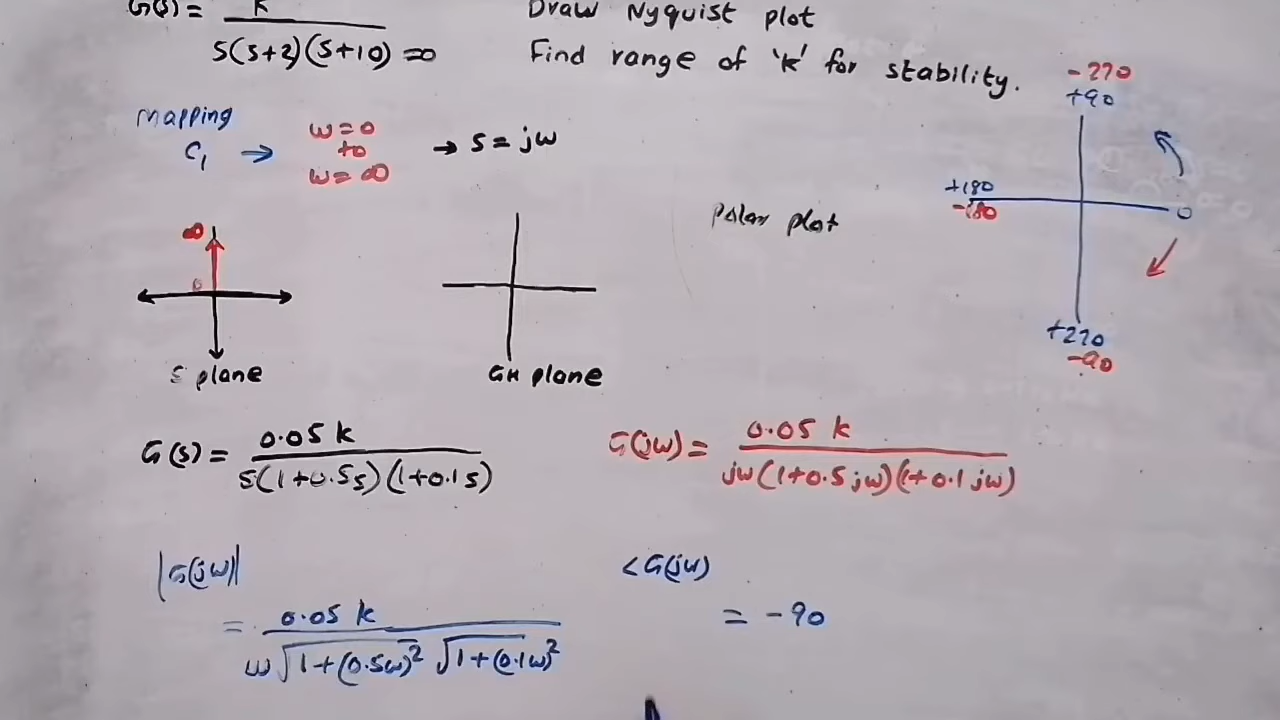 G(s) = K
s(s+2)(s+10) = 0
Draw Nyquist plot
Find range of 'K' for stability.
mapping
C1 → ω=0 to ω=∞ → s = jω
∞
0
S plane
GH plane
Polar plot
-270
+90
+180
-180
0
+270
-90
G(s) = 0.05 k
s(1+0.5s)(1+0.1s)
G(jω) = 0.05 k
jω(1+0.5jω)(1+0.1jω)
|G(jω)|
= 0.05 k
ω√1+(0.5ω)² √1+(0.1ω)²
<G(jω)
= -90